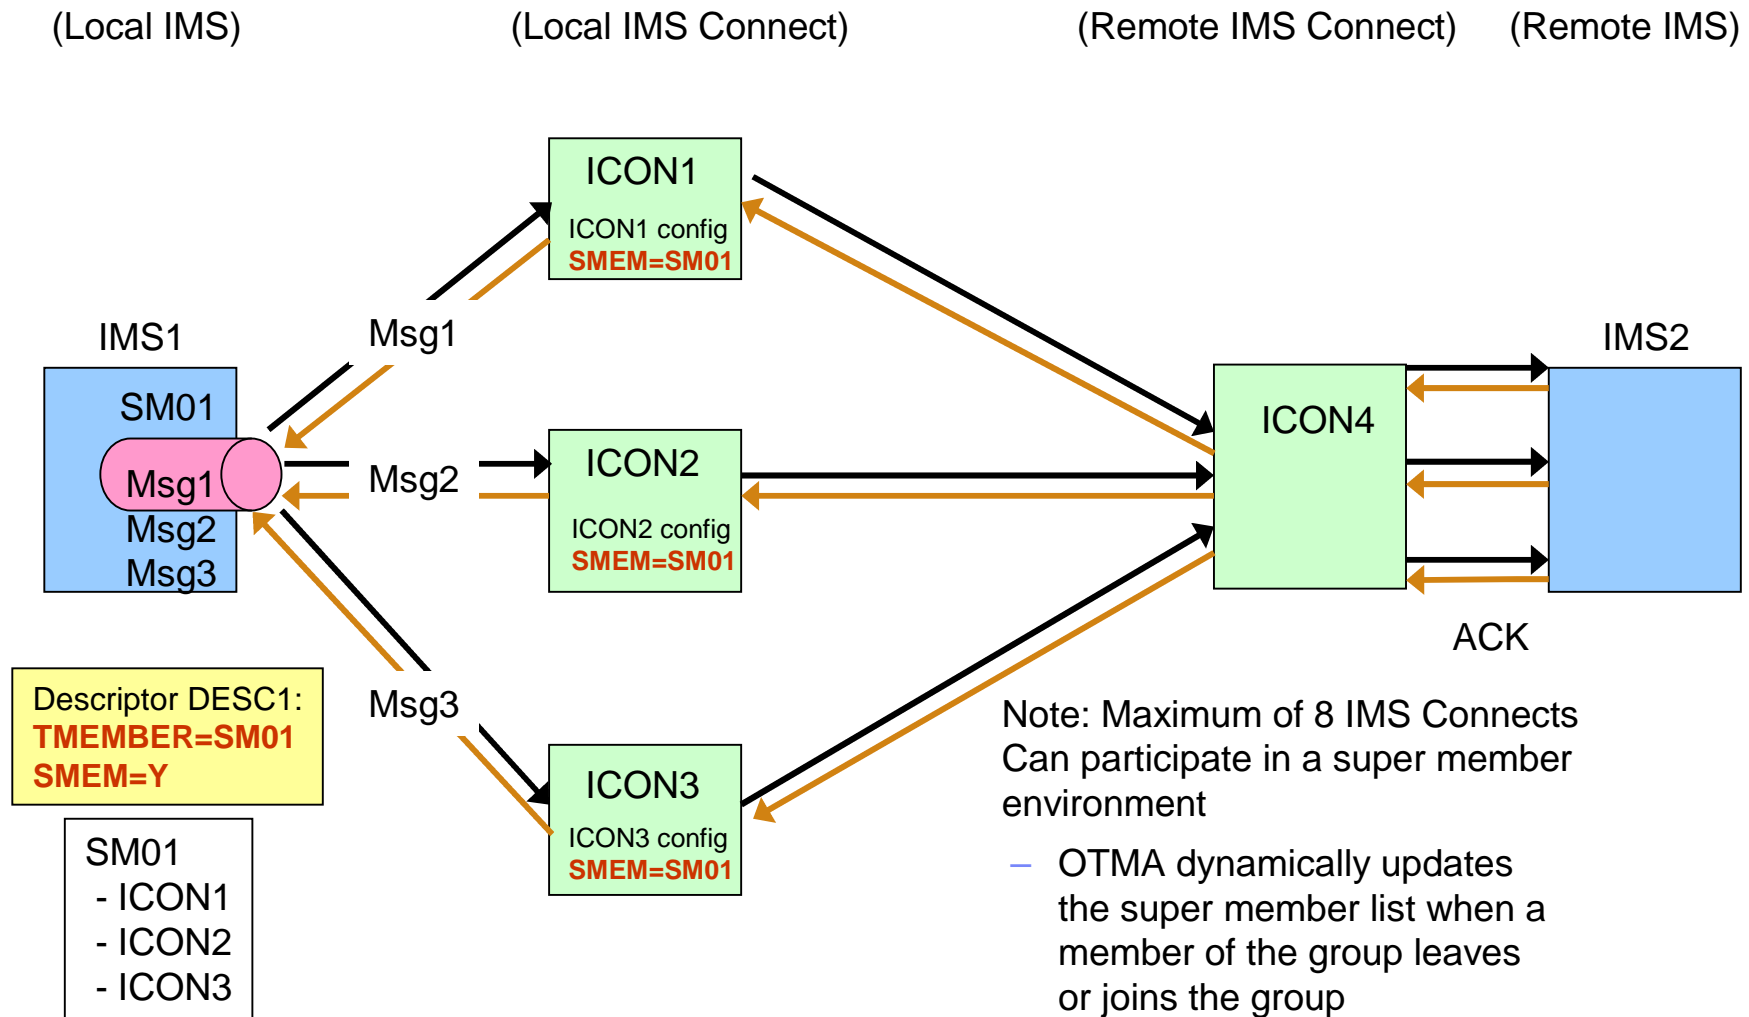 (Local IMS)
(Local IMS Connect)
(Remote IMS Connect)
(Remote IMS)
ICON1
ICON1 config
SMEM=SM01
Msg1
IMS1
IMS2
SM01
Msg1
Msg2
Msg3
Msg2
ICON2
ICON2 config
SMEM=SM01
ICON4
ACK
Descriptor DESC1:
TMEMBER=SM01
SMEM=Y
Msg3
ICON3
ICON3 config
SMEM=SM01
Note: Maximum of 8 IMS Connects
Can participate in a super member
environment
– OTMA dynamically updates
the super member list when a
member of the group leaves
or joins the group
SM01
- ICON1
- ICON2
- ICON3